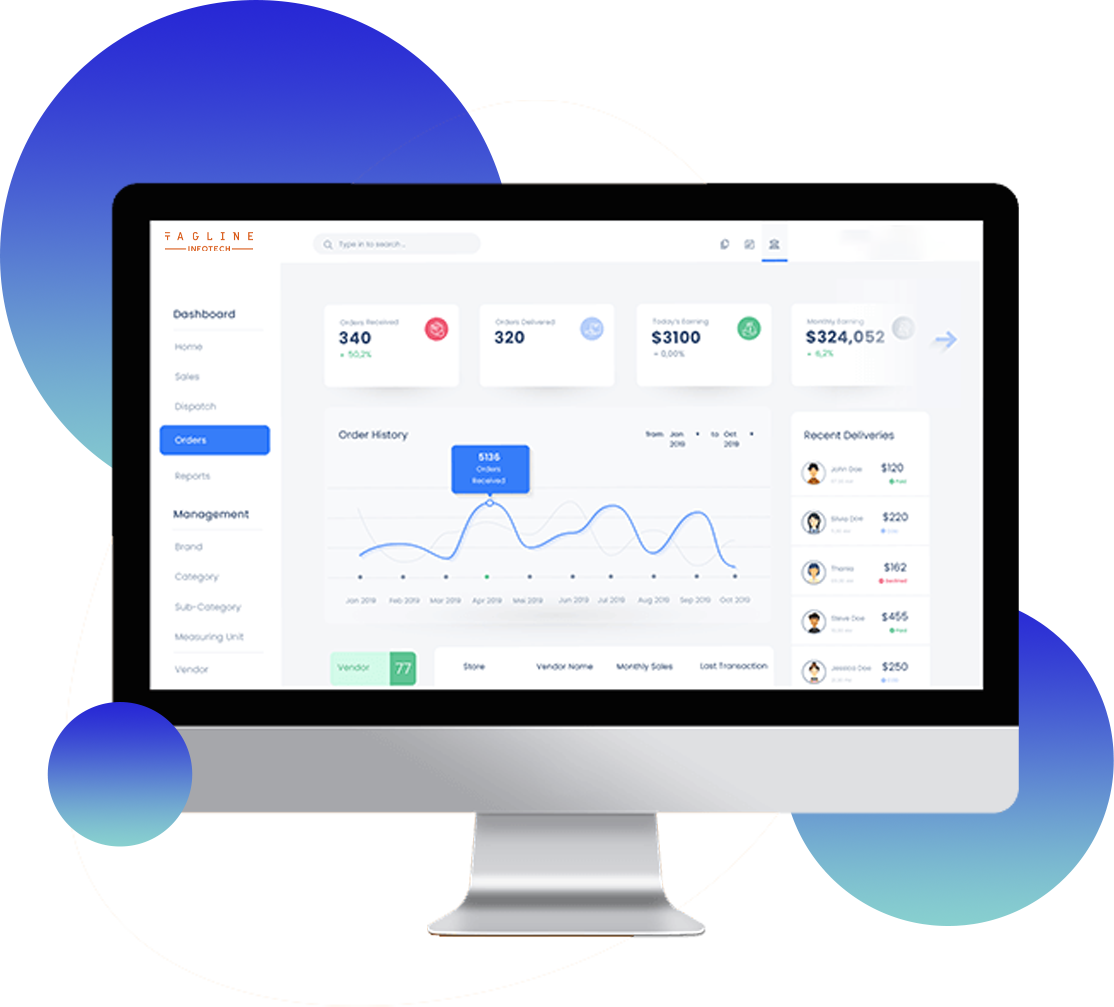 TAGLINE
INFOTECH
Type in to search..
Dashboard
Home
Sales
Dispatch
Orders
Reports
Management
Brand
Category
Sub-Category
Measuring Unit
Vendor
Orders Received
340
50,2%
Orders Delivered
320
Today's Earning
$3100
0,00%
Monthly Earning
$324,052
6,2%
Order History
from Jan 2019 to Oct 2019
5136
Orders
Received
Jan 2019 Feb 2019 Mar 2019 Apr 2019 Mei 2019 Jun 2019 Jul 2019 Aug 2019 Sep 2019 Oct 2019
Recent Deliveries
John Doe $120
Paid
Silvia Doe $220
Thania $162
Declined
Steve Doe $455
Paid
Jessica Doe $250
Vendor 77
Store Vendor Name Monthly Sales Last Transaction